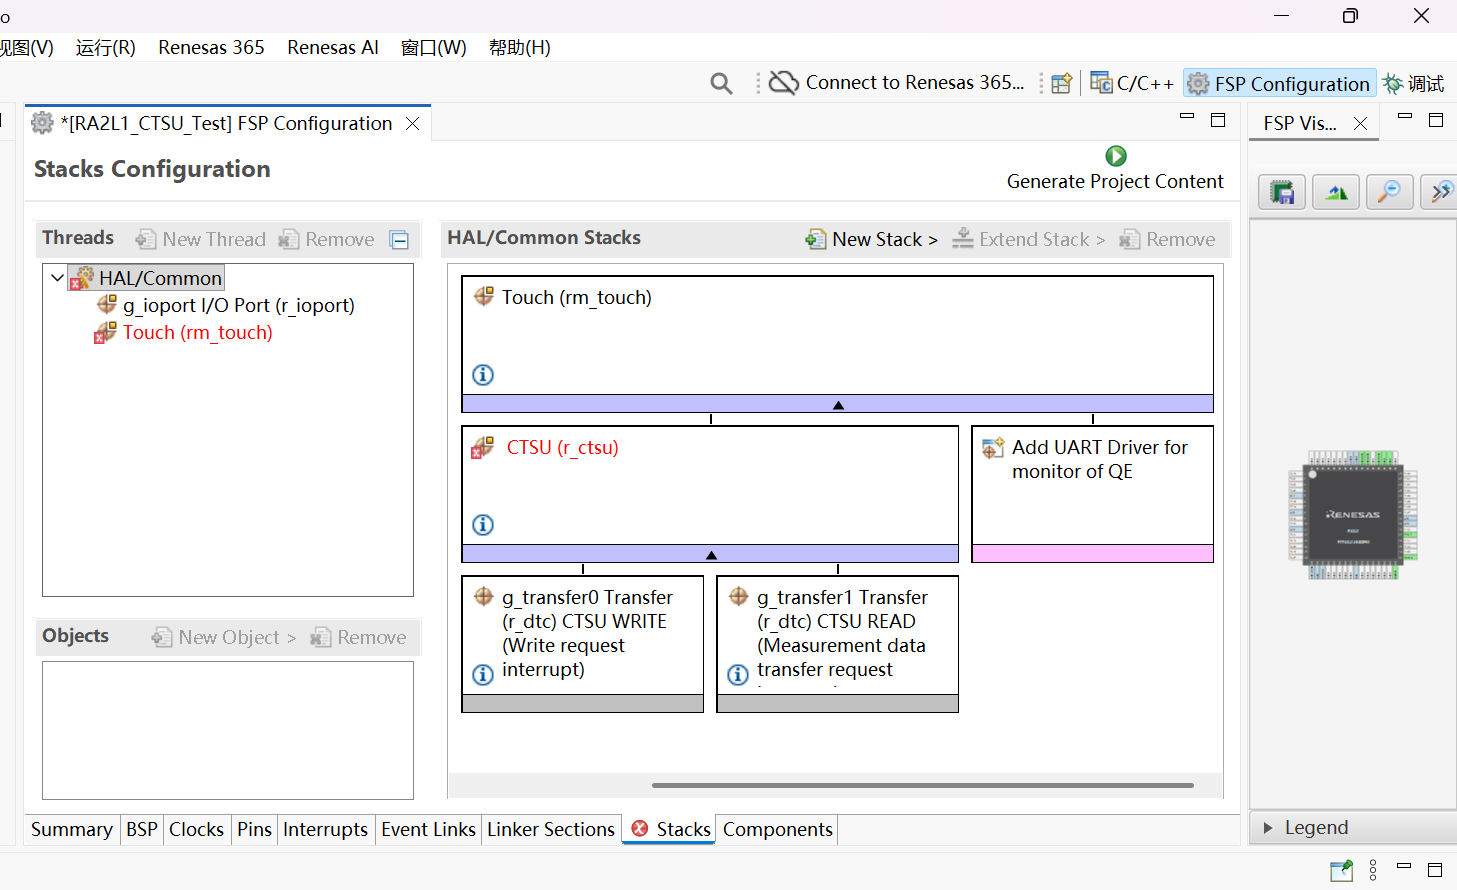 o
视图(V) 运行(R) Renesas 365 Renesas AI 窗口(W) 帮助(H)
Connect to Renesas 365... C/C++ FSP Configuration 调试
*[RA2L1_CTSU_Test] FSP Configuration
FSP Vis...
Stacks Configuration
Generate Project Content
Threads New Thread Remove
HAL/Common
g_ioport I/O Port (r_ioport)
Touch (rm_touch)
Objects New Object > Remove
HAL/Common Stacks New Stack > Extend Stack > Remove
Touch (rm_touch)
CTSU (r_ctsu)
Add UART Driver for
monitor of QE
g_transfer0 Transfer
(r_dtc) CTSU WRITE
(Write request
interrupt)
g_transfer1 Transfer
(r_dtc) CTSU READ
(Measurement data
transfer request
RENESAS
Legend
Summary BSP Clocks Pins Interrupts Event Links Linker Sections Stacks Components